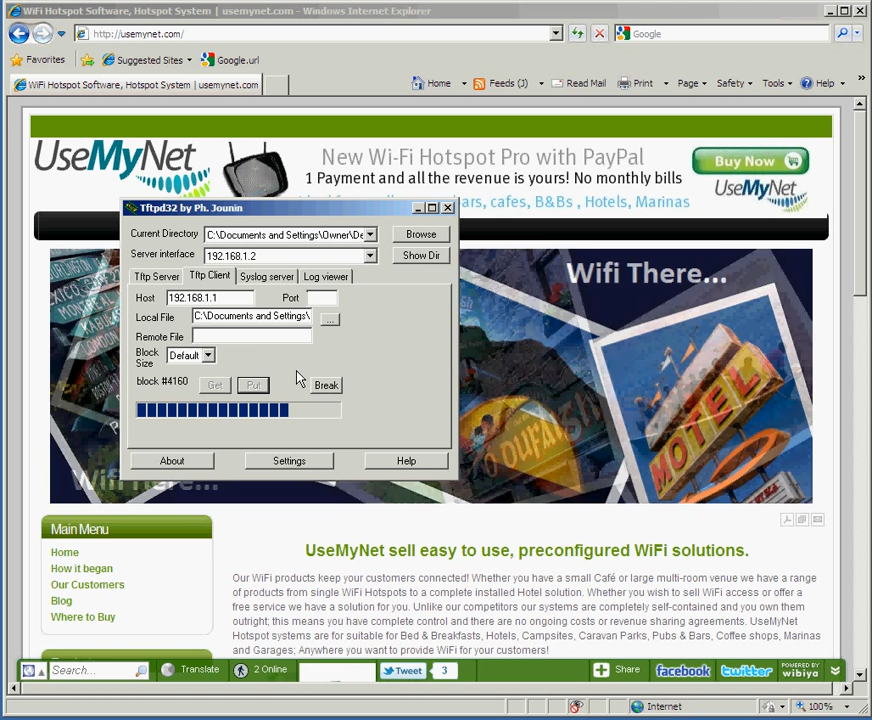 WiFi Hotspot Software, Hotspot System | usemynet.com - Windows Internet Explorer
http://usemynet.com/
Google
Favorites
Suggested Sites
Google.url
WiFi Hotspot Software, Hotspot System | usemynet.com
Home
Feeds (J)
Read Mail
Print
Page
Safety
Tools
Help
UseMyNet
New Wi-Fi Hotspot Pro with PayPal
1 Payment and all the revenue is yours! No monthly bills
ars, cafes, B&Bs , Hotels, Marinas
Buy Now
UseMyNet
Tftpd32 by Ph. Jounin
Current Directory
C:\Documents and Settings\Owner\De
Browse
Server interface
192.168.1.2
Show Dir
Tftp Server
Tftp Client
Syslog server
Log viewer
Host
192.168.1.1
Port
Local File
C:\Documents and Settings\
...
Remote File
Block
Size
Default
block #4160
Get
Put
Break
About
Settings
Help
Wifi There...
Wifi Here...
MOTEL
Main Menu
Home
How it began
Our Customers
Blog
Where to Buy
UseMyNet sell easy to use, preconfigured WiFi solutions.
Our WiFi products keep your customers connected! Whether you have a small Café or large multi-room venue we have a range
of products from single WiFi Hotspots to a complete installed Hotel solution. Whether you wish to sell WiFi access or offer a
free service we have a solution for you. Unlike our competitors our systems are completely self-contained and you own them
outright; this means you have complete control and there are no ongoing costs or revenue sharing agreements. UseMyNet
Hotspot systems are for suitable for Bed & Breakfasts, Hotels, Campsites, Caravan Parks, Pubs & Bars, Coffee shops, Marinas
and Garages; Anywhere you want to provide WiFi for your customers!
Search...
Translate
2 Online
Tweet
3
Share
facebook
twitter
POWERED BY
wibiya
Internet
100%